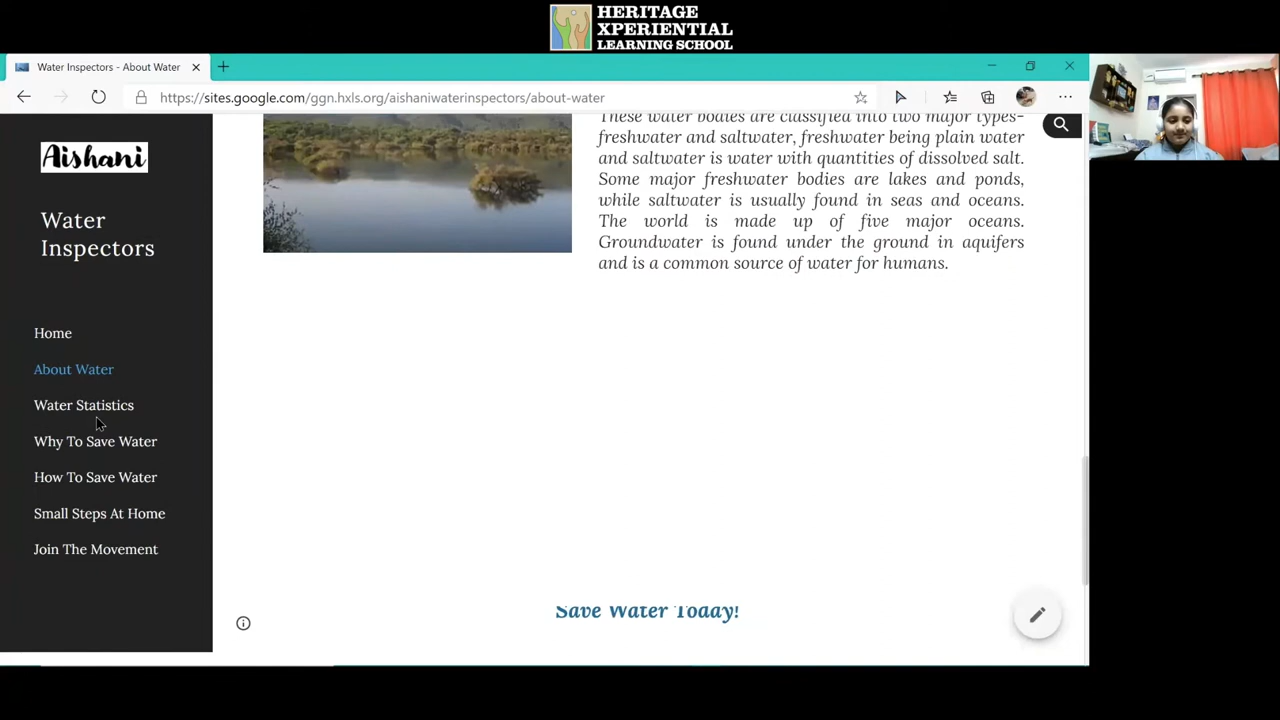 HERITAGE
XPERIENTIAL
LEARNING SCHOOL
Water Inspectors - About Water
https://sites.google.com/ggn.hxls.org/aishaniwaterinspectors/about-water
Aishani
Water
Inspectors
Home
About Water
Water Statistics
Why To Save Water
How To Save Water
Small Steps At Home
Join The Movement
These water bodies are classified into two major types-
freshwater and saltwater, freshwater being plain water
and saltwater is water with quantities of dissolved salt.
Some major freshwater bodies are lakes and ponds,
while saltwater is usually found in seas and oceans.
The world is made up of five major oceans.
Groundwater is found under the ground in aquifers
and is a common source of water for humans.
Save Water Today!